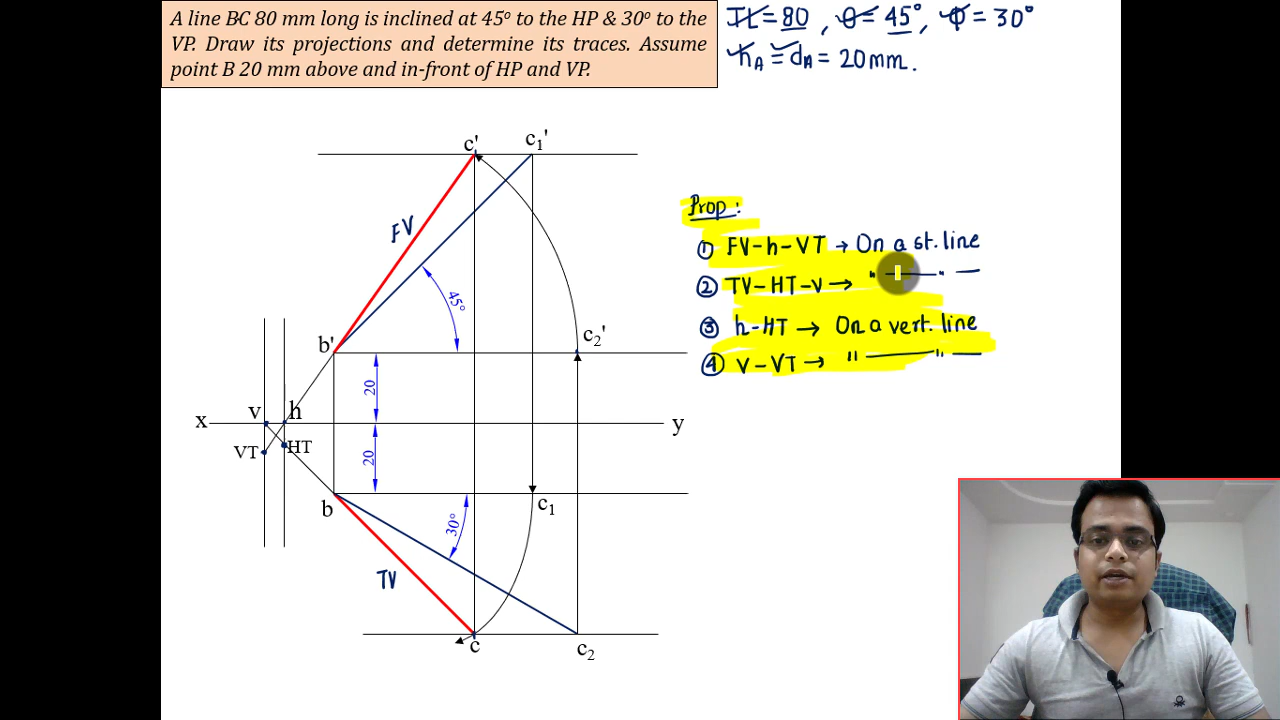 A line BC 80 mm long is inclined at 45° to the HP & 30° to the
VP. Draw its projections and determine its traces. Assume
point B 20 mm above and in-front of HP and VP.
TL = 80 , θ = 45° , Φ = 30°
hA = dA = 20mm.
c'
c1'
FV
Prop:
① FV-h-VT → On a st. line
② TV-HT-v → " — " —
③ h-HT → On a vert. line
④ V-VT → " — " —
45°
b'
c2'
20
x
v
h
y
VT
HT
20
b
c1
30°
TV
c
c2